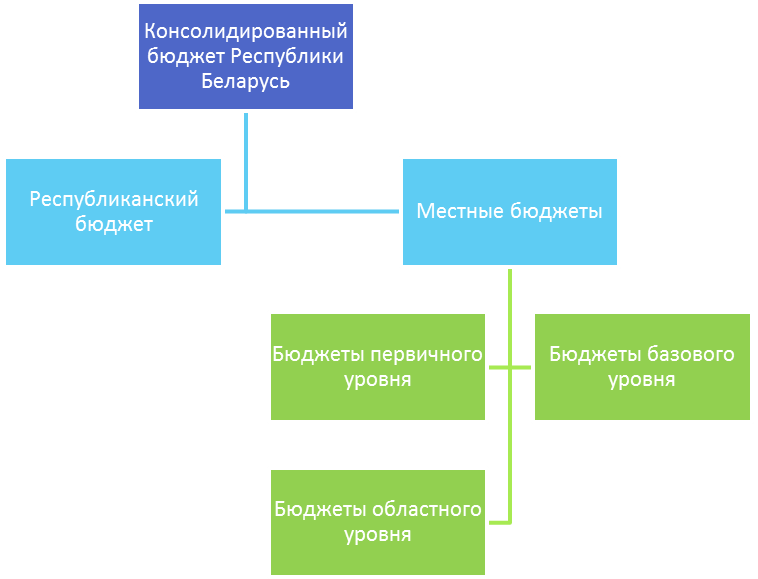 Консолидированный
бюджет Республики
Беларусь
Республиканский
бюджет
Местные бюджеты
Бюджеты первичного
уровня
Бюджеты базового
уровня
Бюджеты областного
уровня